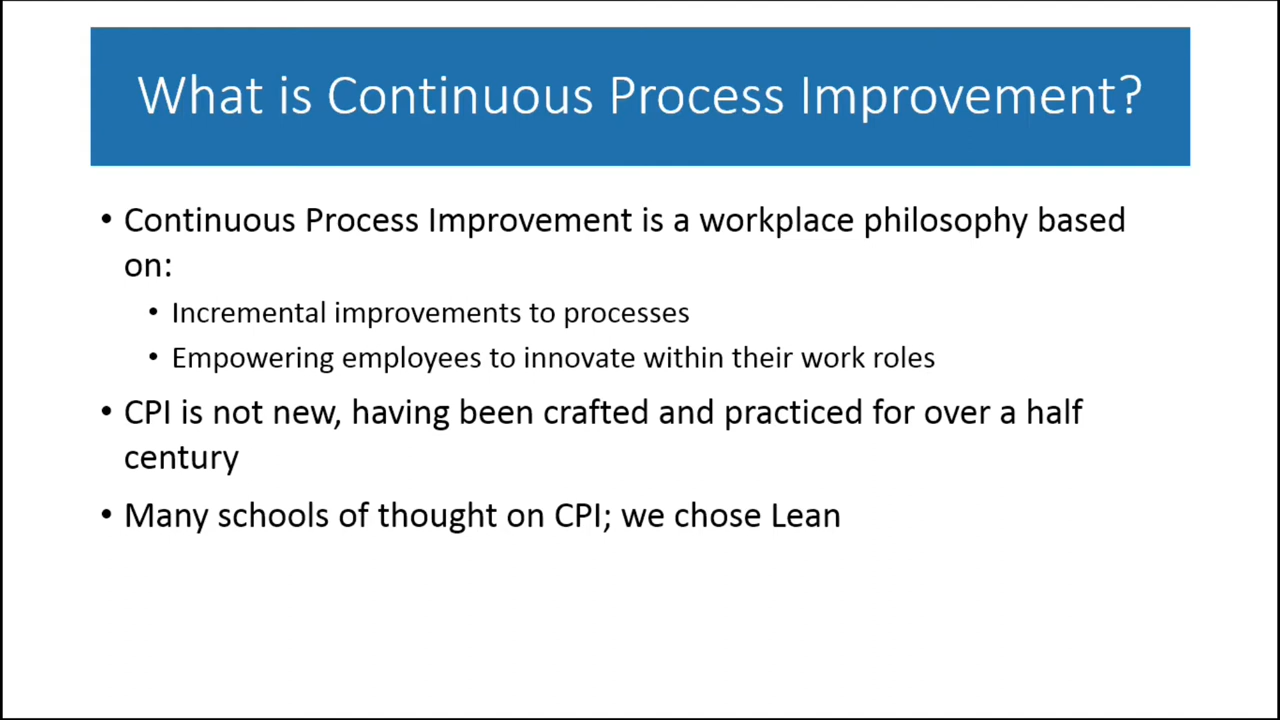 What is Continuous Process Improvement?
• Continuous Process Improvement is a workplace philosophy based
on:
• Incremental improvements to processes
• Empowering employees to innovate within their work roles
• CPI is not new, having been crafted and practiced for over a half
century
• Many schools of thought on CPI; we chose Lean